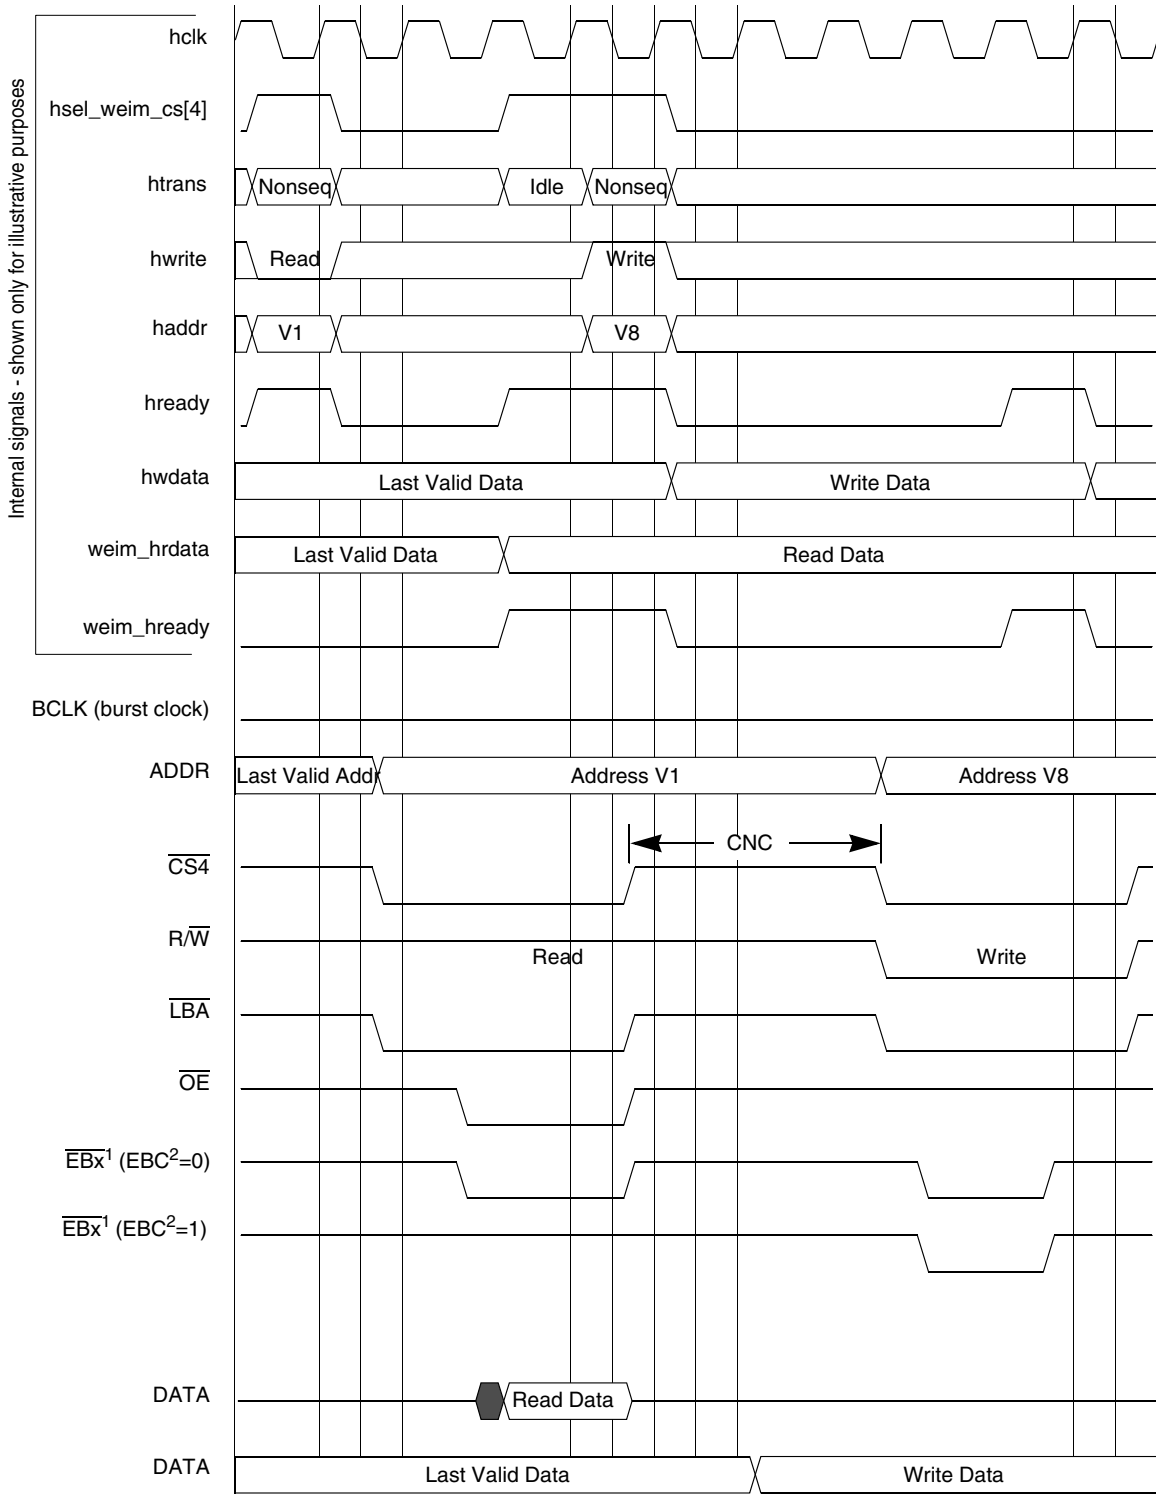 Internal signals - shown only for illustrative purposes
hclk
hsel_weim_cs[4]
htrans Nonseq Idle Nonseq
hwrite Read Write
haddr V1 V8
hready
hwdata Last Valid Data Write Data
weim_hrdata Last Valid Data Read Data
weim_hready
BCLK (burst clock)
ADDR Last Valid Addr Address V1 Address V8
CNC
CS4
R/W Read Write
LBA
OE
EBx1 (EBC2=0)
EBx1 (EBC2=1)
DATA Read Data
DATA Last Valid Data Write Data